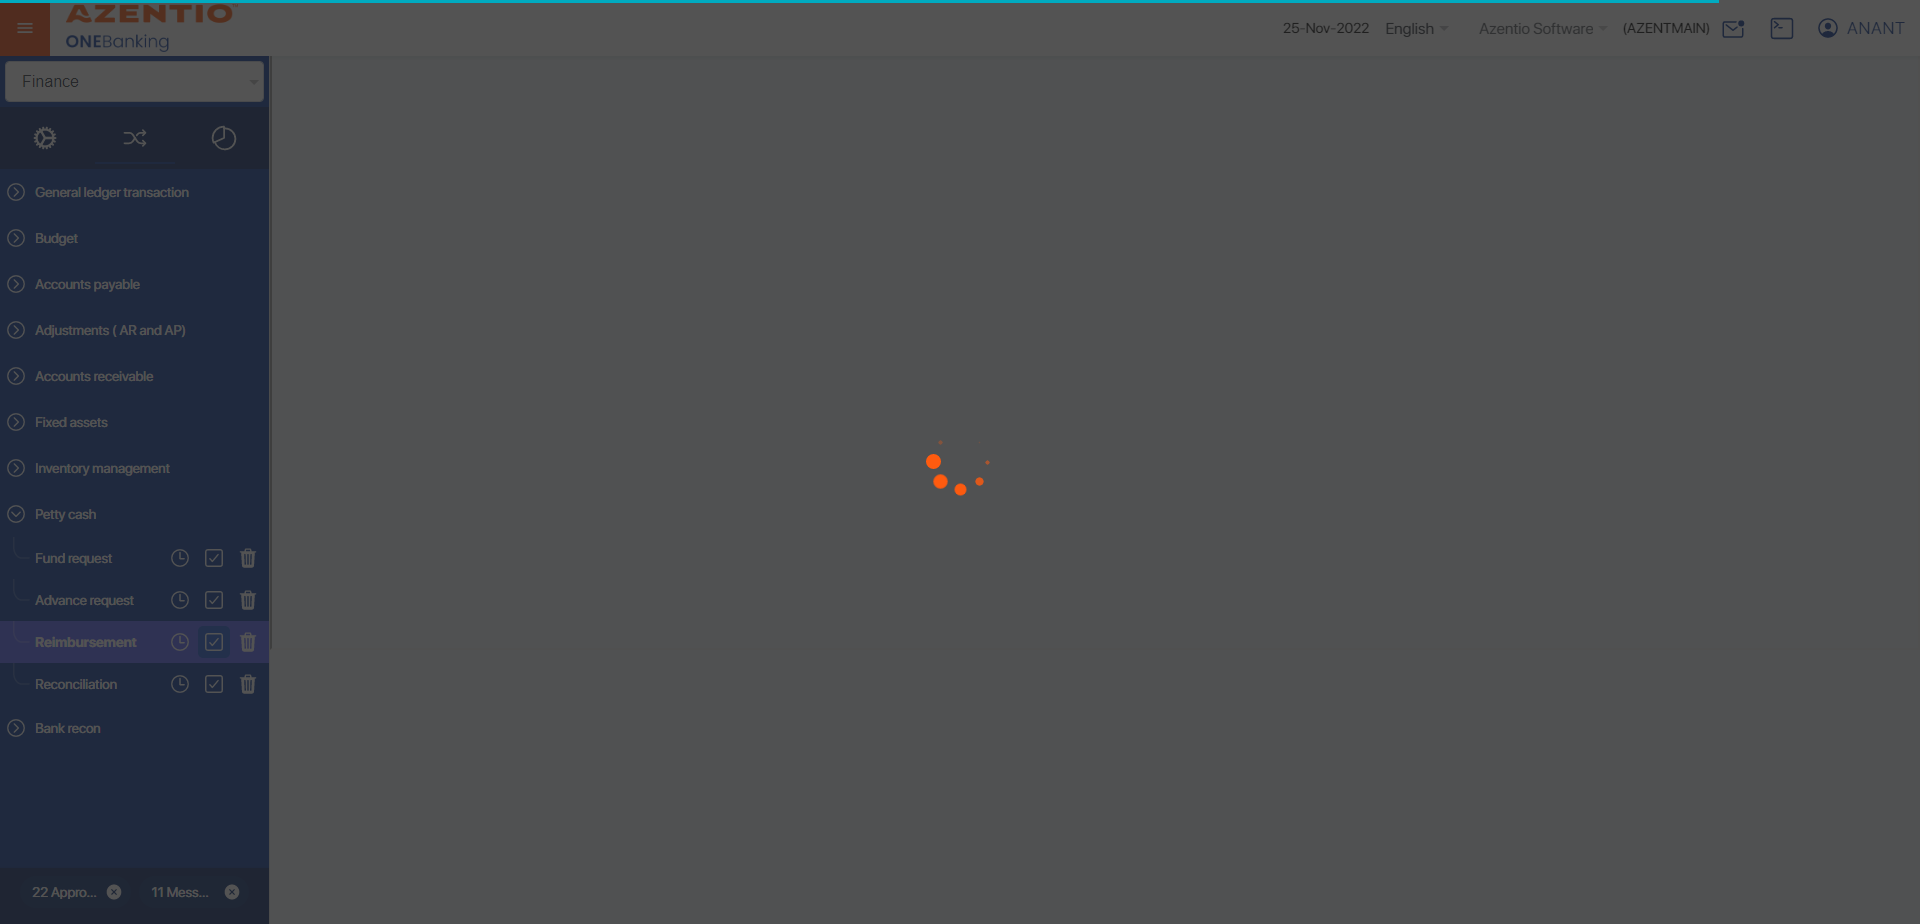 AZENTIO
ONEBanking
25-Nov-2022 English Azentio Software (AZENTMAIN) ANANT
Finance
General ledger transaction
Budget
Accounts payable
Adjustments ( AR and AP)
Accounts receivable
Fixed assets
Inventory management
Petty cash
Fund request
Advance request
Reimbursement
Reconciliation
Bank recon
22 Appro... 11 Mess...